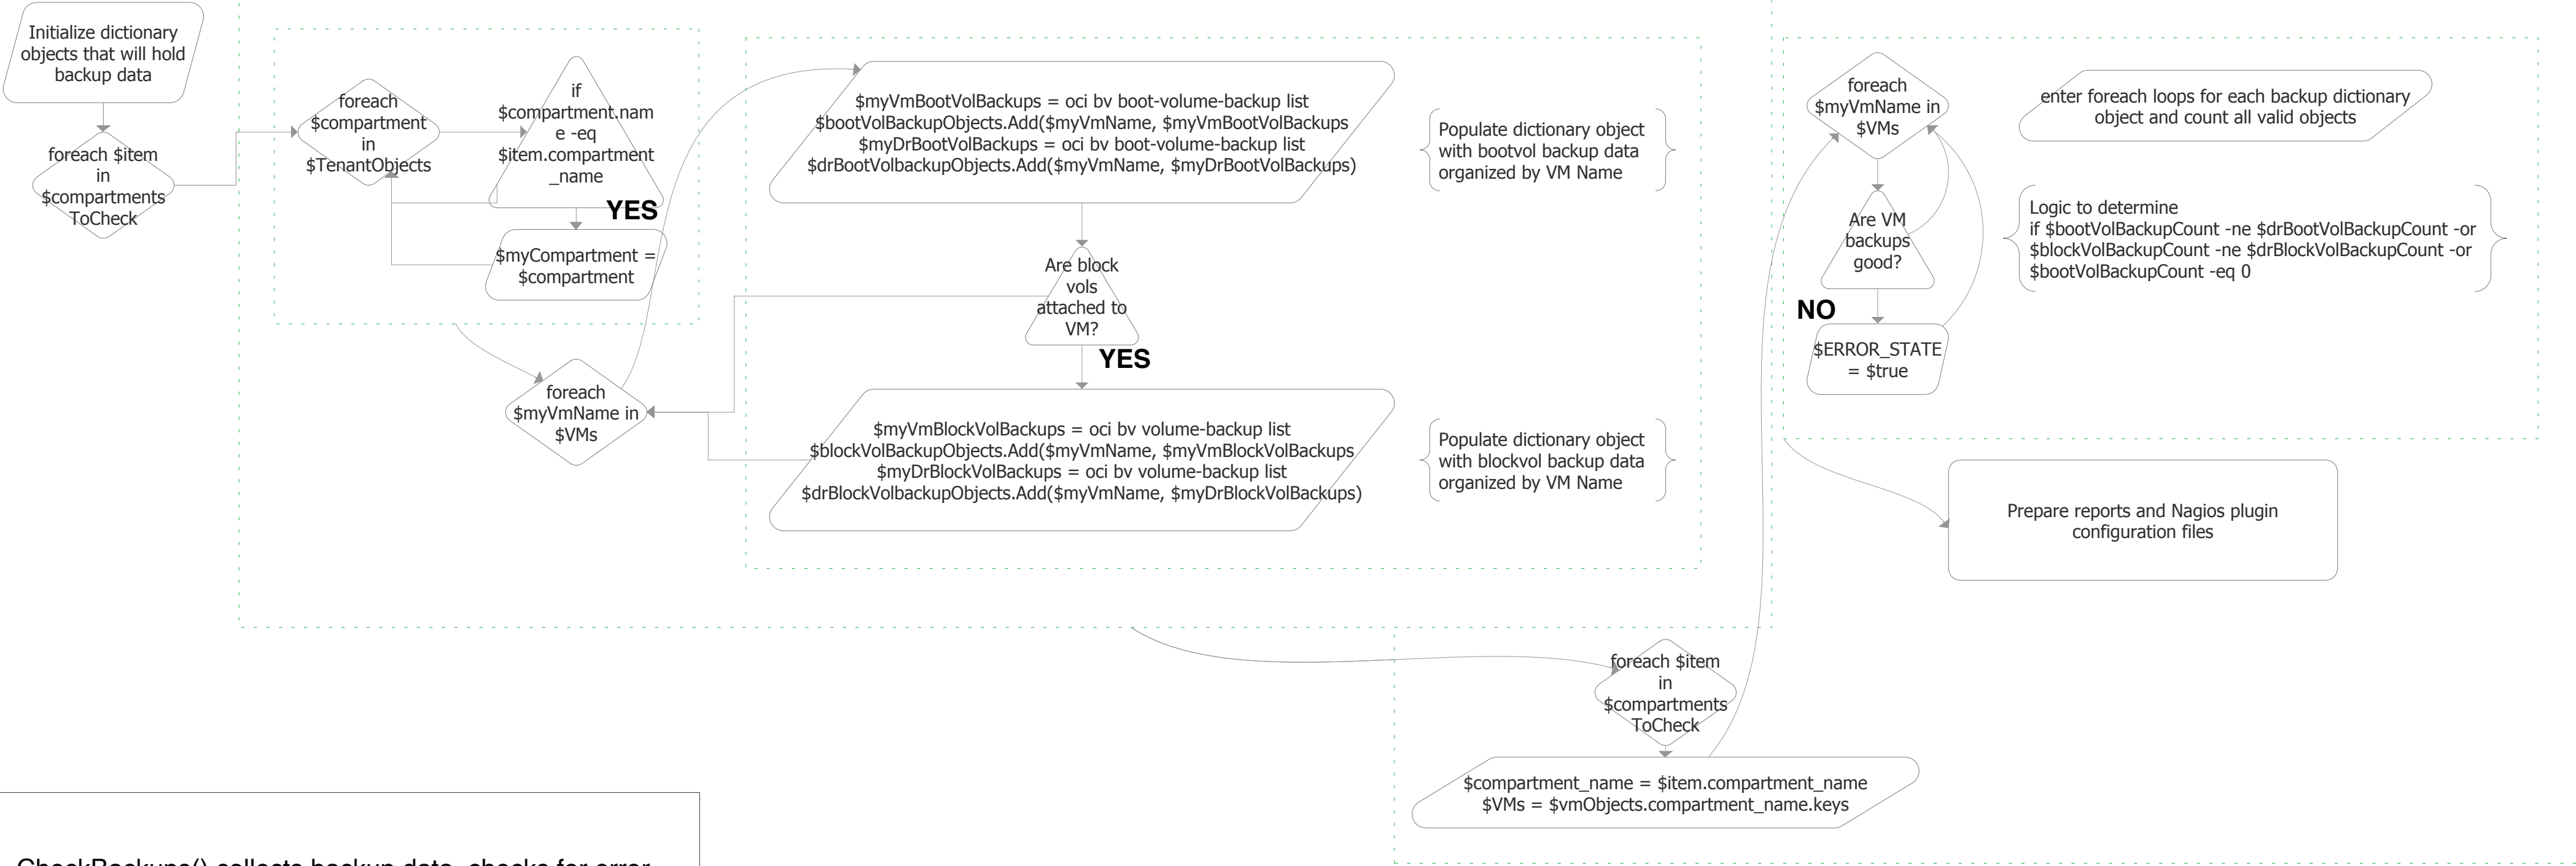 Initialize dictionary
objects that will hold
backup data
foreach $item
in
$compartments
ToCheck
foreach
$compartment
in
$TenantObjects
if
$compartment.nam
e -eq
$item.compartment
_name
YES
$myCompartment =
$compartment
foreach
$myVmName in
$VMs
$myVmBootVolBackups = oci bv boot-volume-backup list
$bootVolBackupObjects.Add($myVmName, $myVmBootVolBackups
$myDrBootVolBackups = oci bv boot-volume-backup list
$drBootVolbackupObjects.Add($myVmName, $myDrBootVolBackups)
Populate dictionary object
with bootvol backup data
organized by VM Name
Are block
vols
attached to
VM?
YES
$myVmBlockVolBackups = oci bv volume-backup list
$blockVolBackupObjects.Add($myVmName, $myVmBlockVolBackups
$myDrBlockVolBackups = oci bv volume-backup list
$drBlockVolbackupObjects.Add($myVmName, $myDrBlockVolBackups)
Populate dictionary object
with blockvol backup data
organized by VM Name
foreach $item
in
$compartments
ToCheck
$compartment_name = $item.compartment_name
$VMs = $vmObjects.compartment_name.keys
foreach
$myVmName in
$VMs
enter foreach loops for each backup dictionary
object and count all valid objects
Are VM
backups
good?
Logic to determine
if $bootVolBackupCount -ne $drBootVolBackupCount -or
$blockVolBackupCount -ne $drBlockVolBackupCount -or
$bootVolBackupCount -eq 0
NO
$ERROR_STATE
= $true
Prepare reports and Nagios plugin
configuration files
CheckBackups() collects backup data, checks for error